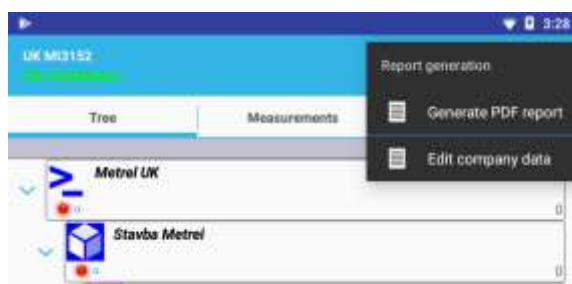 3:28
UK MI3152
Report generation
Generate PDF report
Edit company data
Tree
Measurements
Metrel UK
0
Stavba Metrel
0